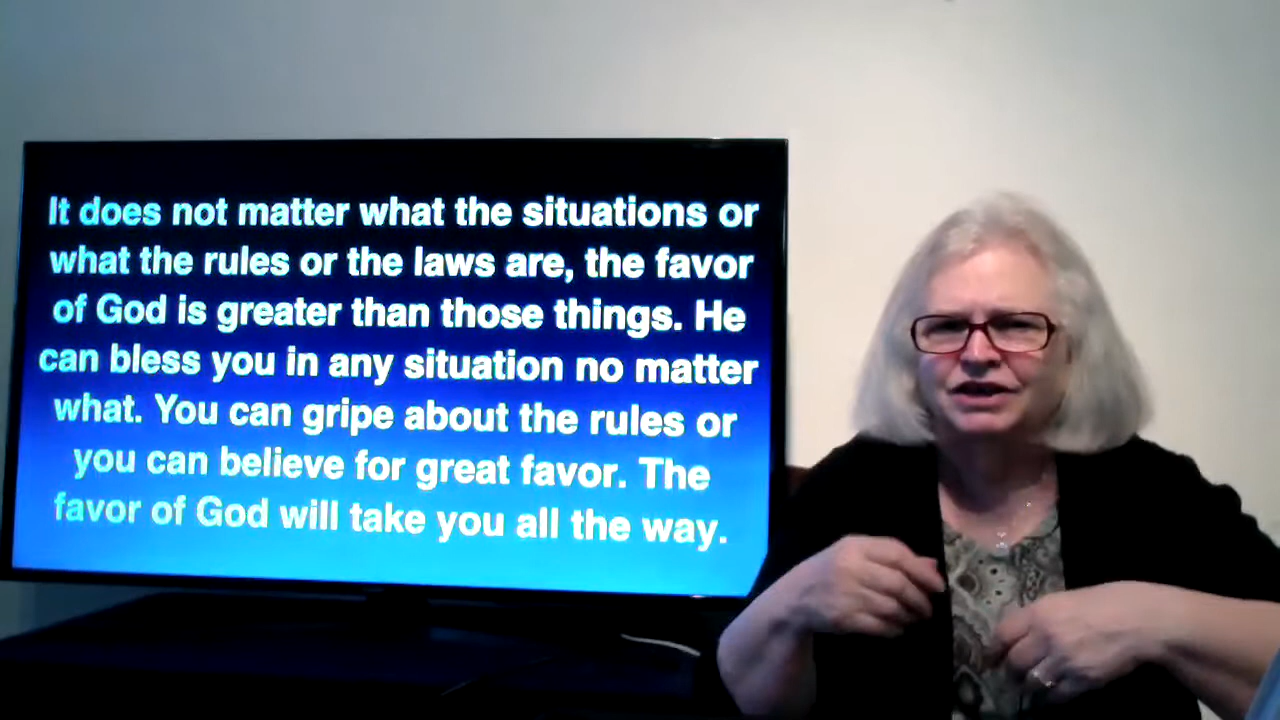 It does not matter what the situations or
what the rules or the laws are, the favor
of God is greater than those things. He
can bless you in any situation no matter
what. You can gripe about the rules or
you can believe for great favor. The
favor of God will take you all the way.